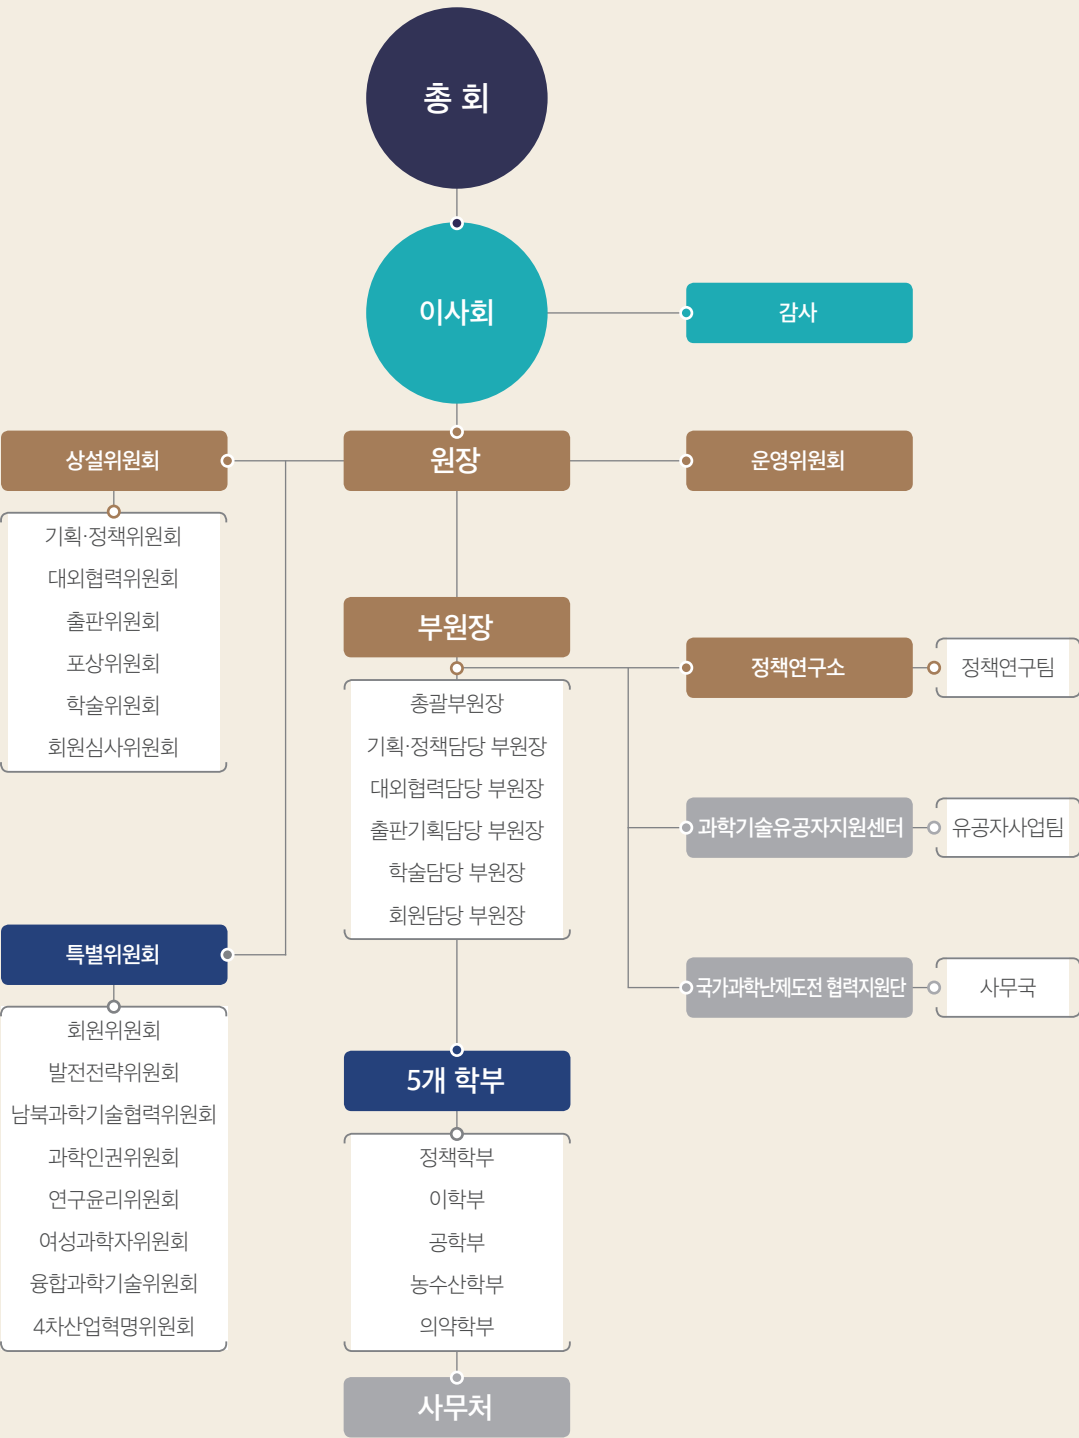 총 회
이사회
감사
상설위원회
원장
운영위원회
기획·정책위원회
대외협력위원회
출판위원회
포상위원회
학술위원회
회원심사위원회
부원장
총괄부원장
기획·정책담당 부원장
대외협력담당 부원장
출판기획담당 부원장
학술담당 부원장
회원담당 부원장
정책연구소
정책연구팀
과학기술유공자지원센터
유공자사업팀
국가과학난제도전 협력지원단
사무국
특별위원회
회원위원회
발전전략위원회
남북과학기술협력위원회
과학인권위원회
연구윤리위원회
여성과학자위원회
융합과학기술위원회
4차산업혁명위원회
5개 학부
정책학부
이학부
공학부
농수산학부
의약학부
사무처